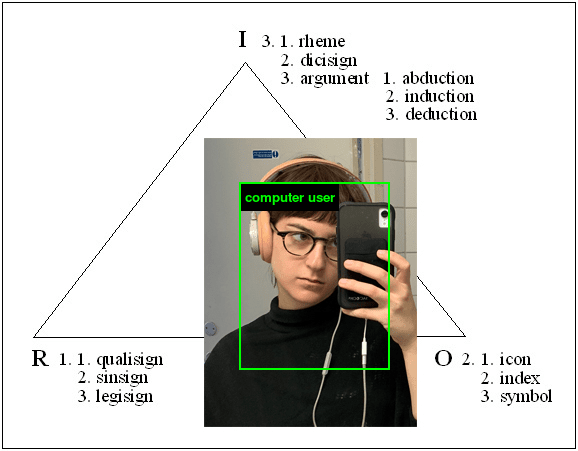 I 3. 1. rheme
2. dicisign
3. argument 1. abduction
2. induction
3. deduction
computer user
R 1. 1. qualisign
2. sinsign
3. legisign
O 2. 1. icon
2. index
3. symbol